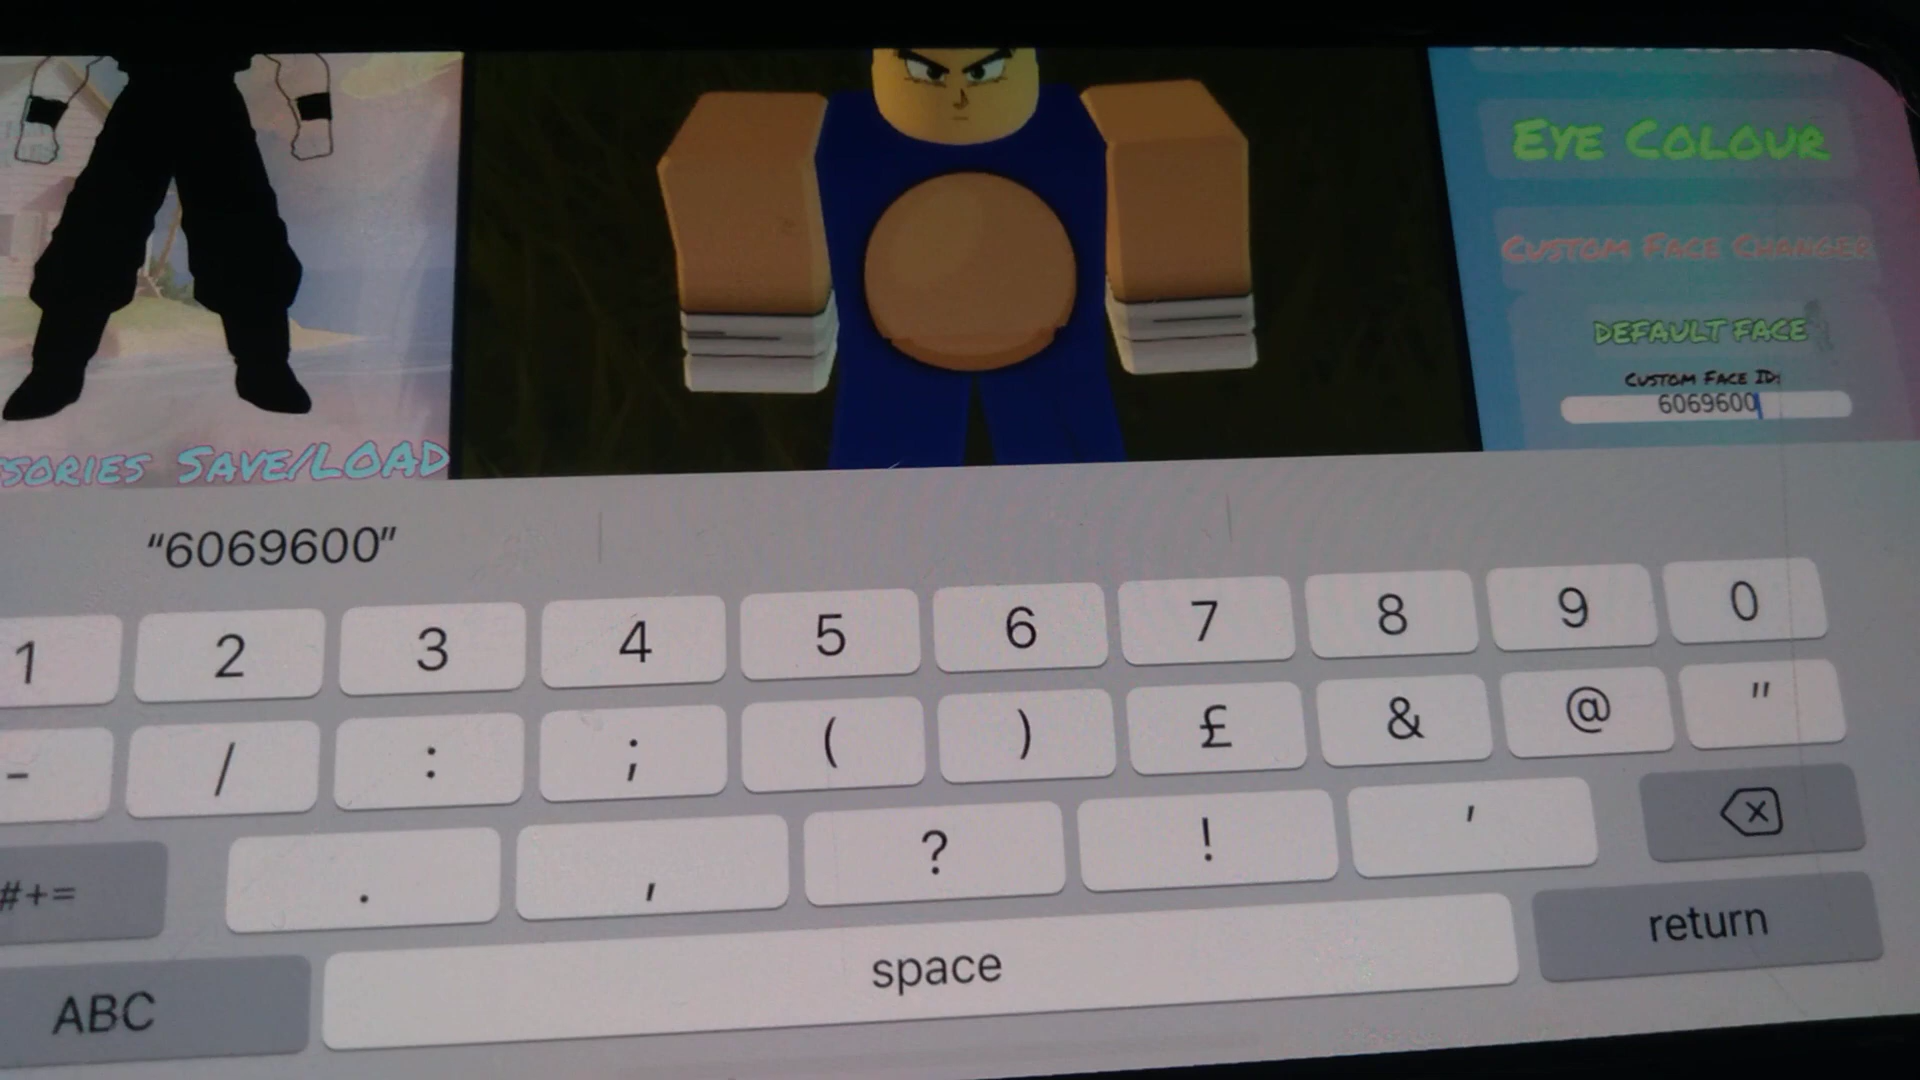 EYE COLOUR
CUSTOM FACE CHANGER
DEFAULT FACE
CUSTOM FACE ID:
6069600
SAVE/LOAD
"6069600"
1 2 3 4 5 6 7 8 9 0
- / : ; ( ) £ & @ "
#+= . , ? ! '
ABC space return